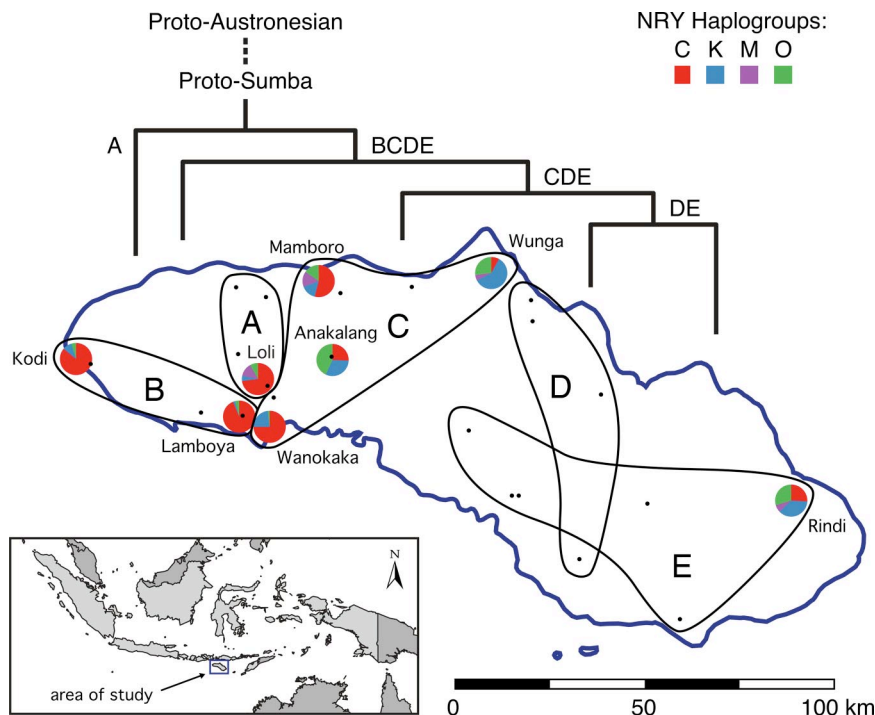 Proto-Austronesian
Proto-Sumba
NRY Haplogroups:
C K M O
A
BCDE
CDE
DE
Mamboro
Wunga
A
C
Anakalang
Loli
Kodi
B
D
Lamboya
Wanokaka
Rindi
E
N
area of study
0 50 100 km